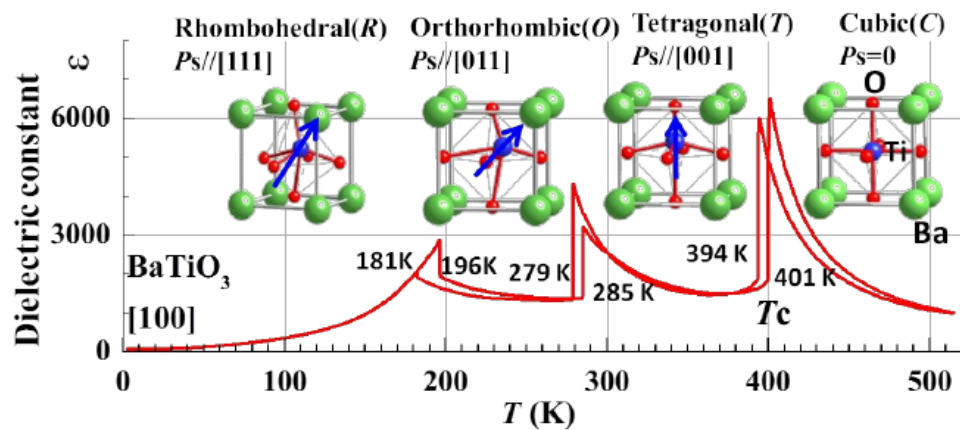 Rhombohedral(R)
Ps//[111]
Orthorhombic(O)
Ps//[011]
Tetragonal(T)
Ps//[001]
Cubic(C)
Ps=0
O
Ti
Ba
Dielectric constant ε
6000
3000
0
BaTiO₃
[100]
181K
196K
279 K
285 K
394 K
401 K
Tc
0 100 200 300 400 500
T (K)